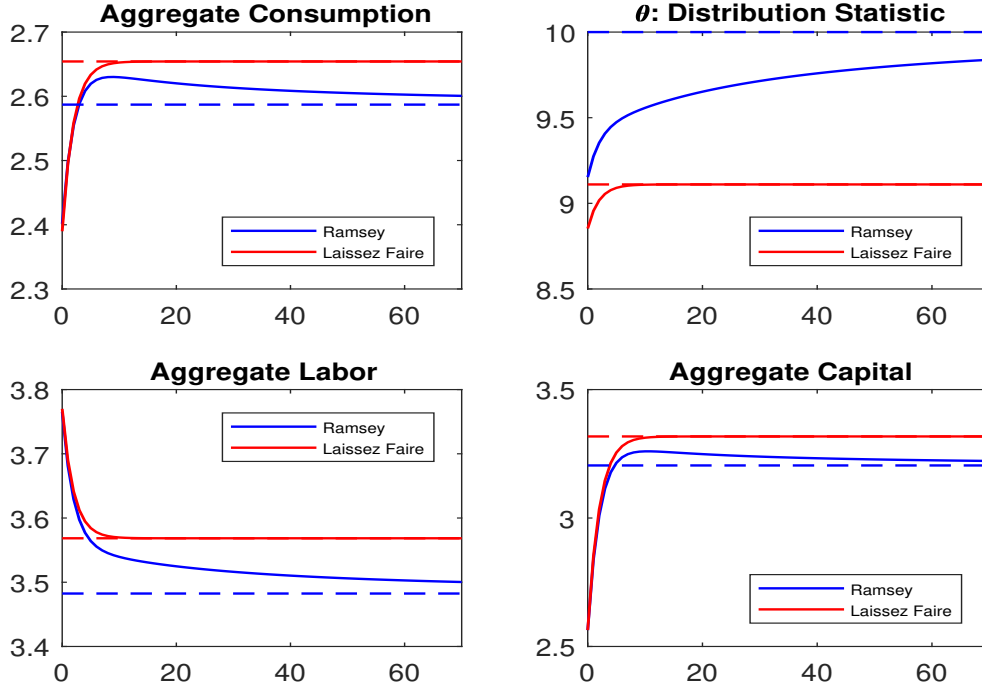 Aggregate Consumption
2.7
2.6
2.5
2.4
2.3
0
20
40
60
Ramsey
Laissez Faire
θ: Distribution Statistic
10
9.5
9
8.5
0
20
40
60
Ramsey
Laissez Faire
Aggregate Labor
3.8
3.7
3.6
3.5
3.4
0
20
40
60
Ramsey
Laissez Faire
Aggregate Capital
3.5
3
2.5
0
20
40
60
Ramsey
Laissez Faire